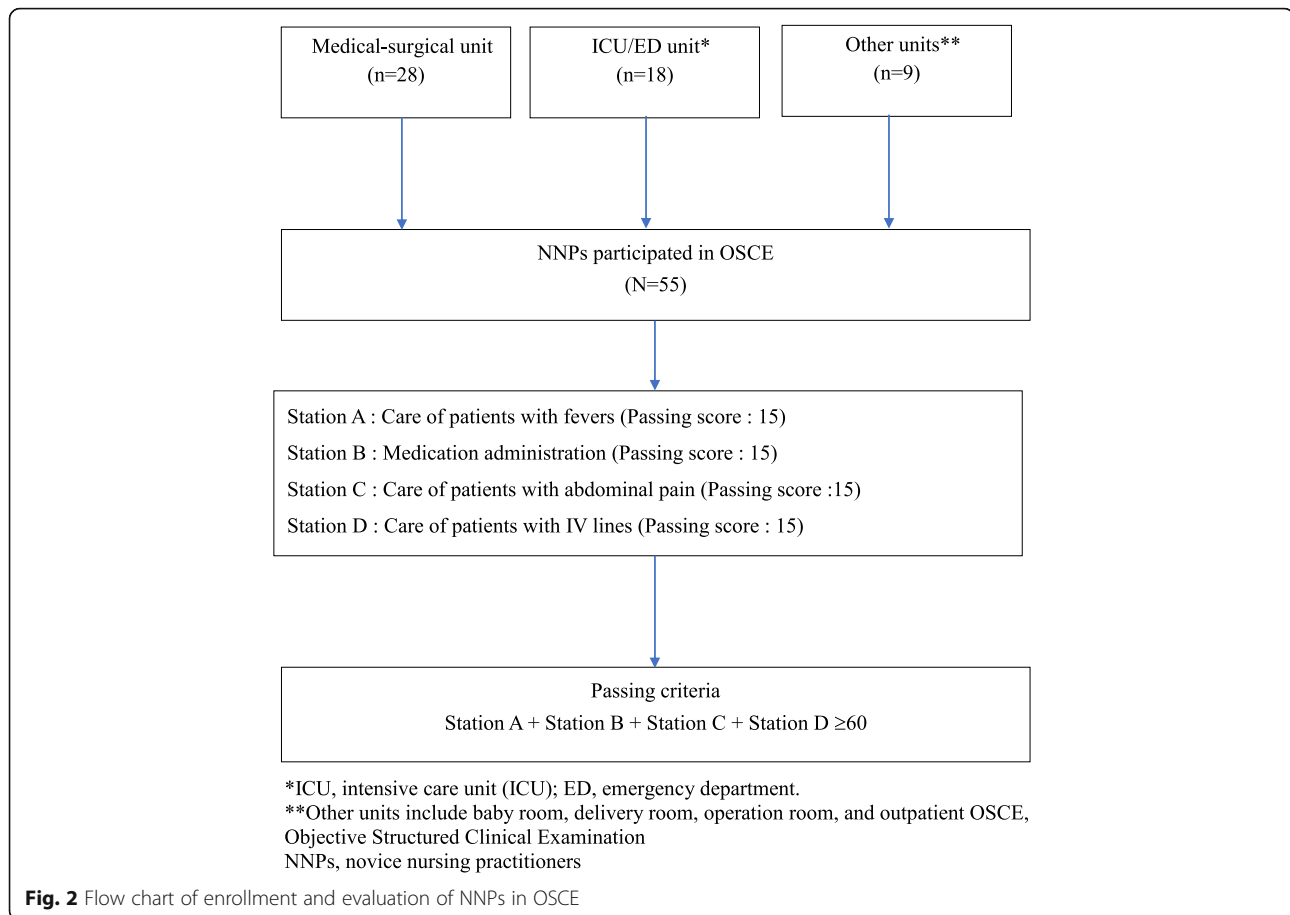 Medical-surgical unit
(n=28)
ICU/ED unit*
(n=18)
Other units**
(n=9)
NNPs participated in OSCE
(N=55)
Station A : Care of patients with fevers (Passing score : 15)
Station B : Medication administration (Passing score : 15)
Station C : Care of patients with abdominal pain (Passing score :15)
Station D : Care of patients with IV lines (Passing score : 15)
Passing criteria
Station A + Station B + Station C + Station D ≥60
*ICU, intensive care unit (ICU); ED, emergency department.
**Other units include baby room, delivery room, operation room, and outpatient OSCE,
Objective Structured Clinical Examination
NNPs, novice nursing practitioners
Fig. 2 Flow chart of enrollment and evaluation of NNPs in OSCE